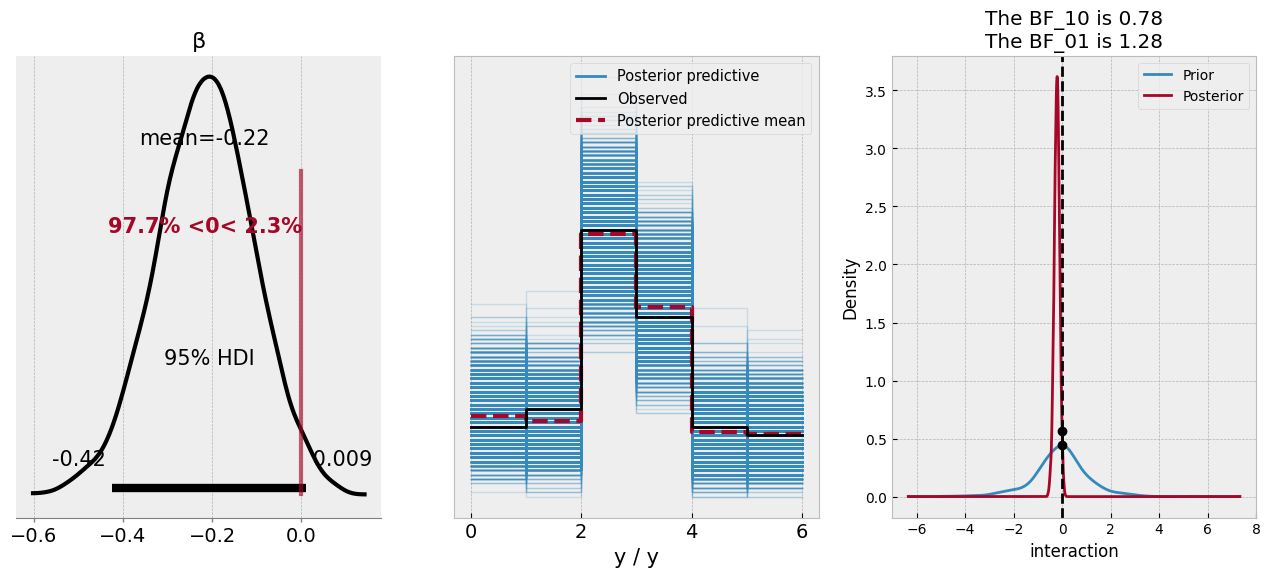 β
mean=-0.22
97.7% <0< 2.3%
95% HDI
-0.42
0.009
−0.6
−0.4
−0.2
0.0
Posterior predictive
Observed
Posterior predictive mean
0
2
4
6
y / y
The BF_10 is 0.78
The BF_01 is 1.28
Prior
Posterior
Density
3.5
3.0
2.5
2.0
1.5
1.0
0.5
0.0
−6
−4
−2
0
2
4
6
8
interaction